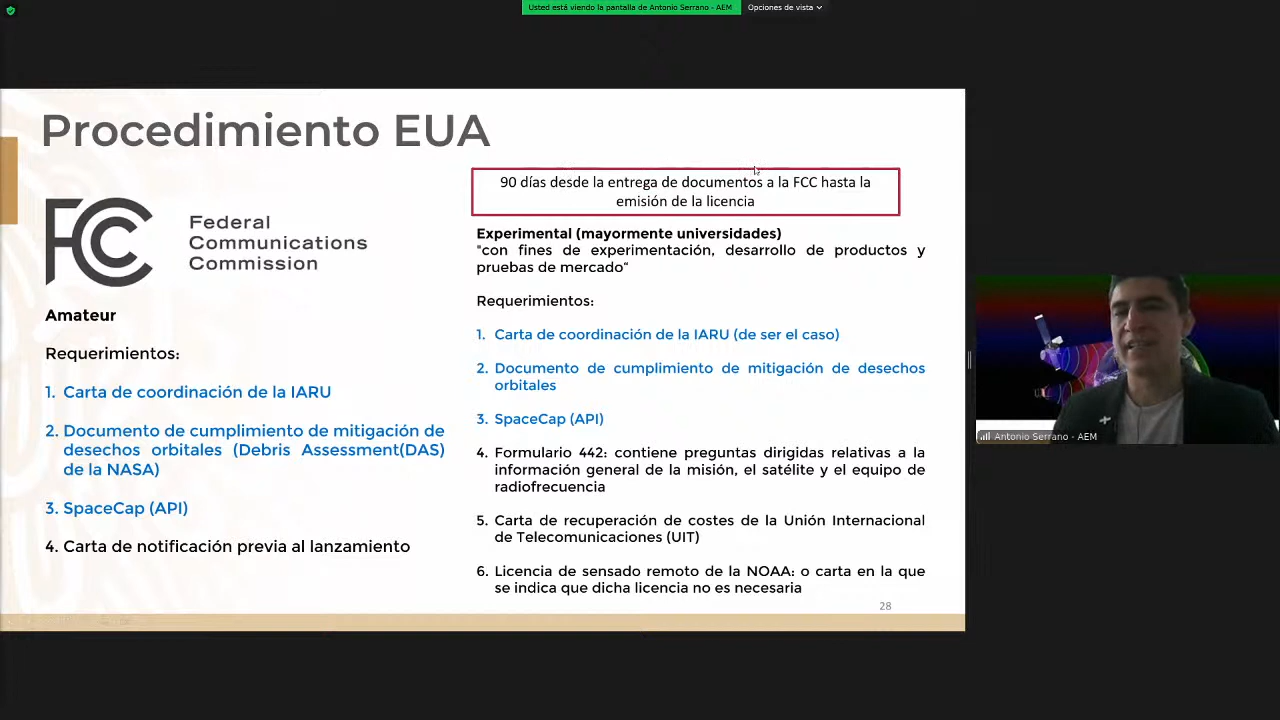 Usted está viendo la pantalla de Antonio Serrano - AEM
Opciones de vista
Procedimiento EUA
FCC
Federal
Communications
Commission
Amateur
Requerimientos:
1. Carta de coordinación de la IARU
2. Documento de cumplimiento de mitigación de
desechos orbitales (Debris Assessment(DAS)
de la NASA)
3. SpaceCap (API)
4. Carta de notificación previa al lanzamiento
90 días desde la entrega de documentos a la FCC hasta la
emisión de la licencia
Experimental (mayormente universidades)
"con fines de experimentación, desarrollo de productos y
pruebas de mercado“
Requerimientos:
1. Carta de coordinación de la IARU (de ser el caso)
2. Documento de cumplimiento de mitigación de desechos
orbitales
3. SpaceCap (API)
4. Formulario 442: contiene preguntas dirigidas relativas a la
información general de la misión, el satélite y el equipo de
radiofrecuencia
5. Carta de recuperación de costes de la Unión Internacional
de Telecomunicaciones (UIT)
6. Licencia de sensado remoto de la NOAA: o carta en la que
se indica que dicha licencia no es necesaria
28
Antonio Serrano - AEM